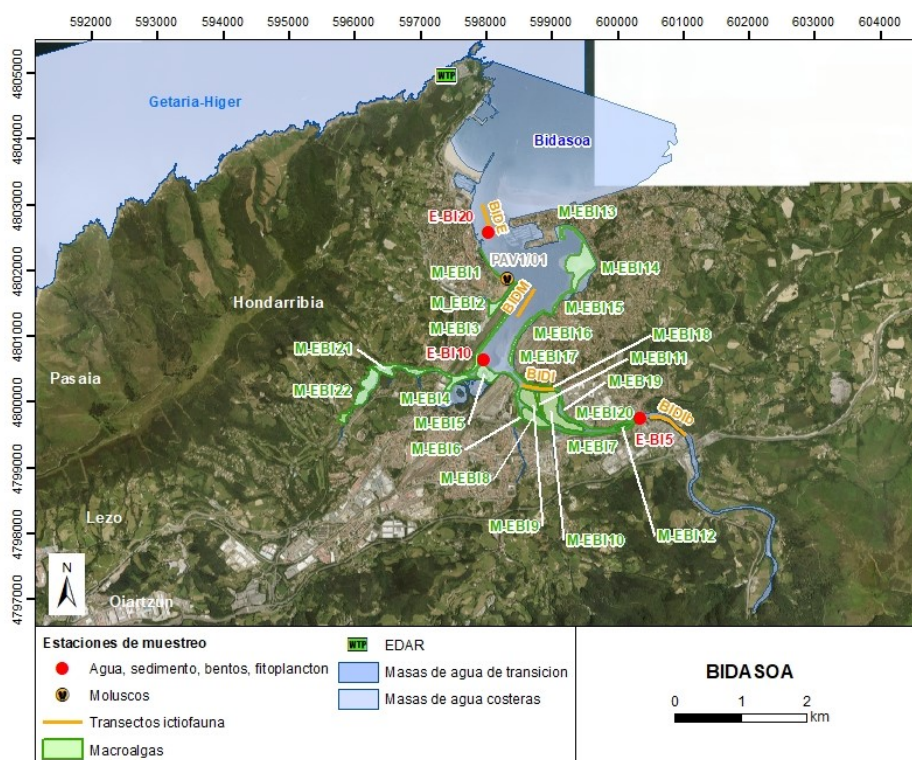 592000 593000 594000 595000 596000 597000 598000 599000 600000 601000 602000 603000 604000
4805000
4804000
4803000
4802000
4801000
4800000
4799000
4798000
4797000
WTP
Getaria-Higer
Bidasoa
E-BI20
BIDE
M-EBI13
PAV1/01
M-EBI1
M-EBI14
M_EBI2
BIDM
Hondarribia
M-EBI15
M-EBI3
M-EBI16
M-EBI18
M-EBI21
E-BI10
M-EBI17
M-EBI11
Pasaia
BIDI
M-EB19
M-EBI22
M-EBI4
M-EBI20
BIDIb
M-EBI5
E-BI5
M-EBI6
M-EBI7
M-EBI8
Lezo
M-EBI9
M-EBI10
M-EBI12
N
Oiartzun
Estaciones de muestreo
Agua, sedimento, bentos, fitoplancton
Moluscos
Transectos ictiofauna
Macroalgas
WTP EDAR
Masas de agua de transicion
Masas de agua costeras
BIDASOA
0 1 2
km